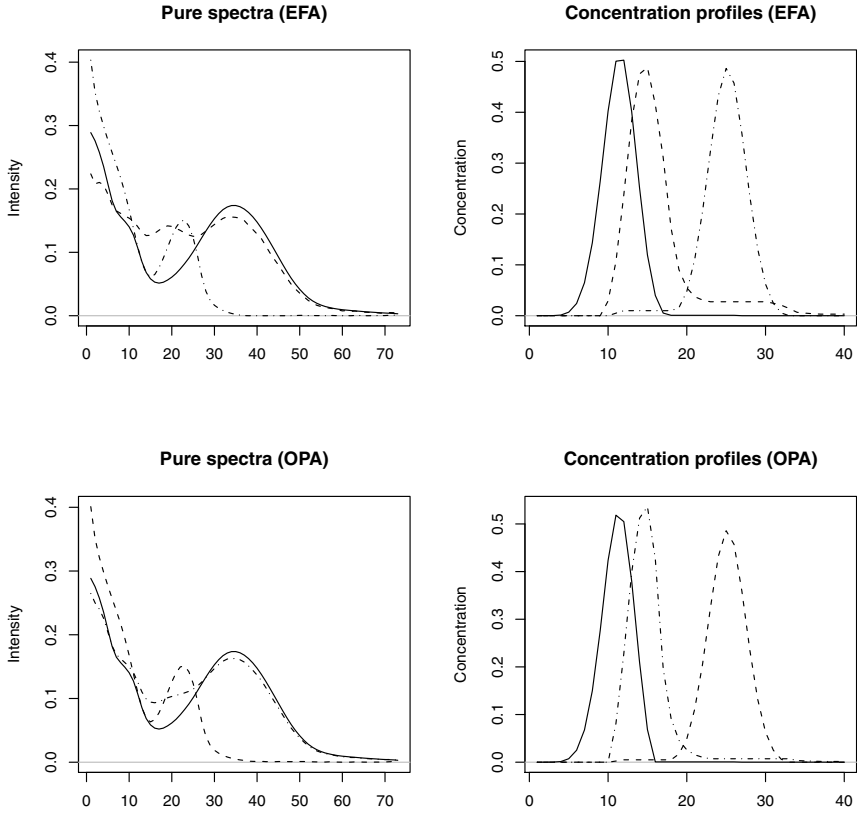 Pure spectra (EFA)
Intensity
0.0 0.1 0.2 0.3 0.4
0 10 20 30 40 50 60 70
Concentration profiles (EFA)
Concentration
0.0 0.1 0.2 0.3 0.4 0.5
0 10 20 30 40
Pure spectra (OPA)
Intensity
0.0 0.1 0.2 0.3 0.4
0 10 20 30 40 50 60 70
Concentration profiles (OPA)
Concentration
0.0 0.1 0.2 0.3 0.4 0.5
0 10 20 30 40